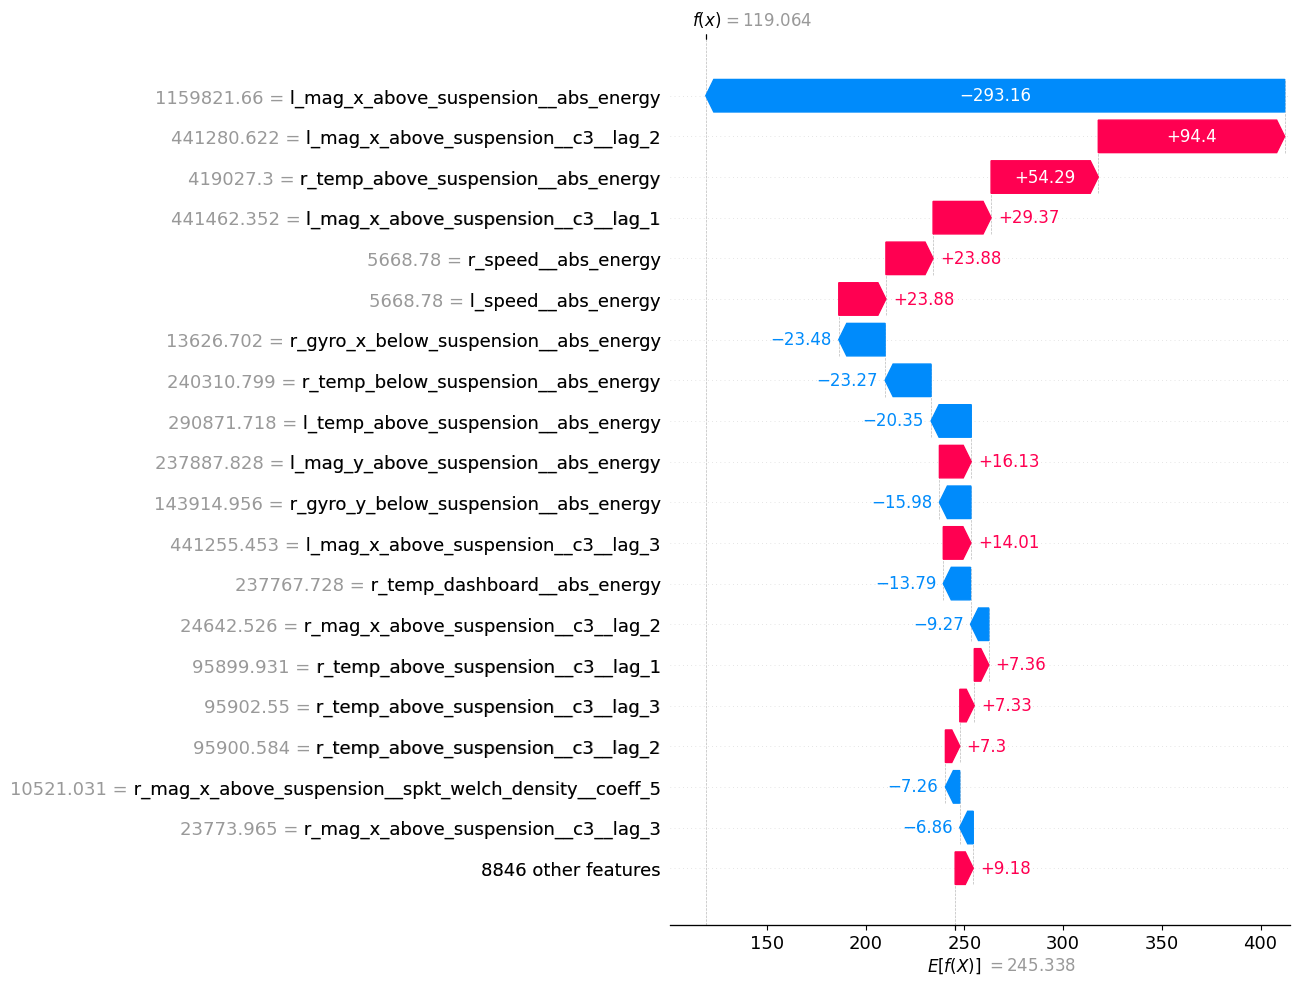 f(x) = 119.064
1159821.66 = l_mag_x_above_suspension__abs_energy −293.16
441280.622 = l_mag_x_above_suspension__c3__lag_2 +94.4
419027.3 = r_temp_above_suspension__abs_energy +54.29
441462.352 = l_mag_x_above_suspension__c3__lag_1 +29.37
5668.78 = r_speed__abs_energy +23.88
5668.78 = l_speed__abs_energy +23.88
13626.702 = r_gyro_x_below_suspension__abs_energy −23.48
240310.799 = r_temp_below_suspension__abs_energy −23.27
290871.718 = l_temp_above_suspension__abs_energy −20.35
237887.828 = l_mag_y_above_suspension__abs_energy +16.13
143914.956 = r_gyro_y_below_suspension__abs_energy −15.98
441255.453 = l_mag_x_above_suspension__c3__lag_3 +14.01
237767.728 = r_temp_dashboard__abs_energy −13.79
24642.526 = r_mag_x_above_suspension__c3__lag_2 −9.27
95899.931 = r_temp_above_suspension__c3__lag_1 +7.36
95902.55 = r_temp_above_suspension__c3__lag_3 +7.33
95900.584 = r_temp_above_suspension__c3__lag_2 +7.3
10521.031 = r_mag_x_above_suspension__spkt_welch_density__coeff_5 −7.26
23773.965 = r_mag_x_above_suspension__c3__lag_3 −6.86
8846 other features +9.18
150 200 250 300 350 400
E[f(X)] = 245.338